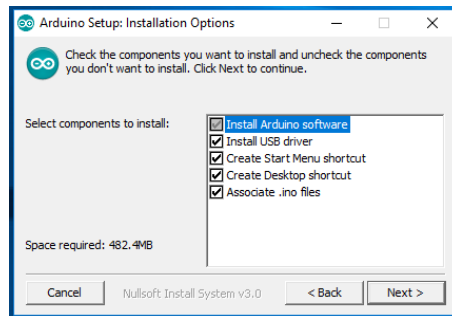 Arduino Setup: Installation Options
Check the components you want to install and uncheck the components
you don't want to install. Click Next to continue.
Select components to install:
Install Arduino software
Install USB driver
Create Start Menu shortcut
Create Desktop shortcut
Associate .ino files
Space required: 482.4MB
Cancel
Nullsoft Install System v3.0
< Back
Next >